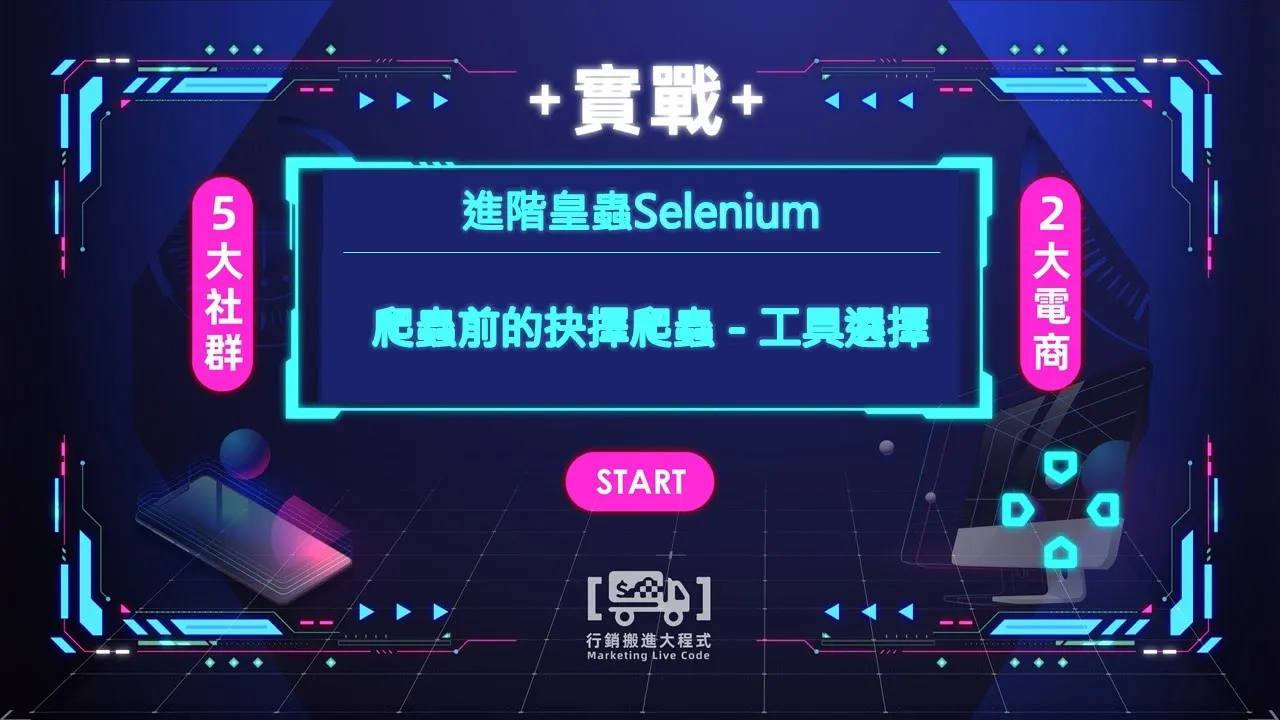 +實戰+
5大社群
進階皇蟲Selenium
爬蟲前的抉擇爬蟲 - 工具選擇
2大電商
START
行銷搬進大程式
Marketing Live Code